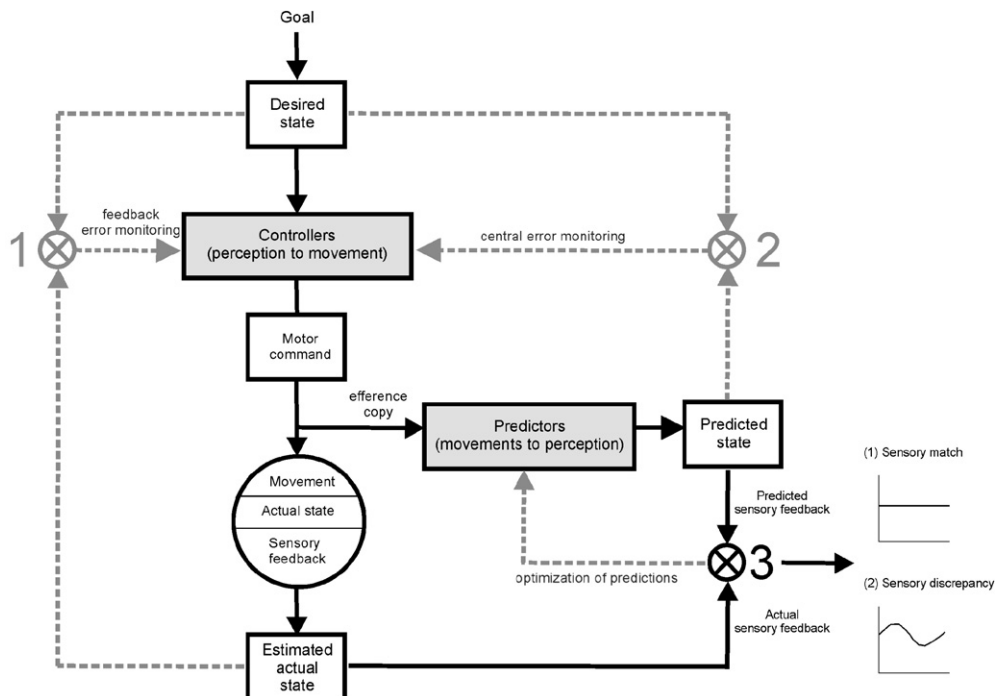 Goal
Desired
state
feedback
error monitoring
1
Controllers
(perception to movement)
central error monitoring
2
Motor
command
efference
copy
Predictors
(movements to perception)
Predicted
state
Movement
Actual state
Sensory
feedback
Predicted
sensory feedback
(1) Sensory match
optimization of predictions
3
Actual
sensory feedback
(2) Sensory discrepancy
Estimated
actual
state